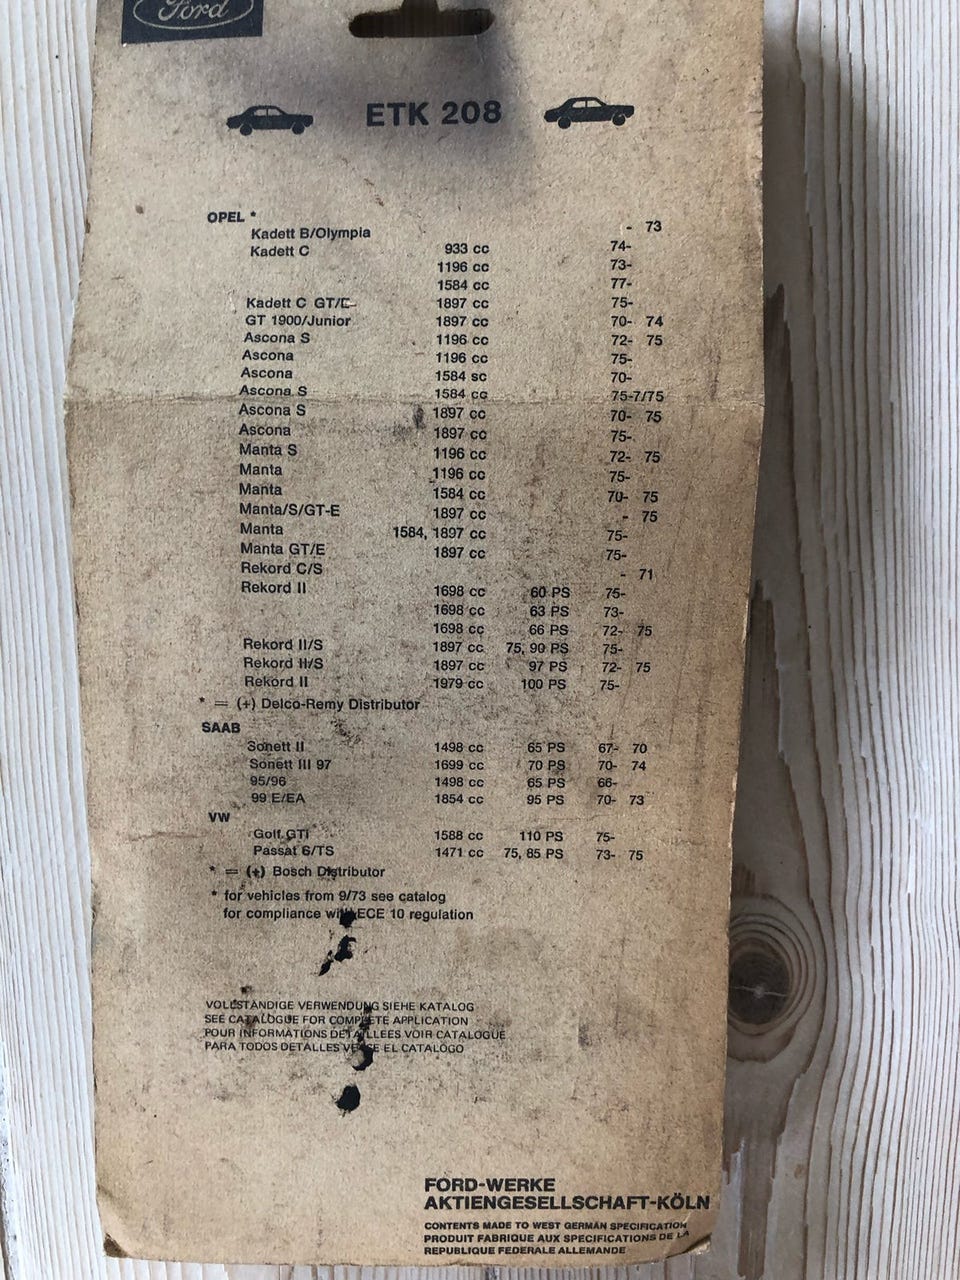 Ford
ETK 208
OPEL *
Kadett B/Olympia - 73
Kadett C 933 cc 74-
1196 cc 73-
1584 cc 77-
Kadett C GT/E 1897 cc 75-
GT 1900/Junior 1897 cc 70- 74
Ascona S 1196 cc 72- 75
Ascona 1196 cc 75-
Ascona 1584 sc 70-
Ascona S 1584 cc 75-7/75
Ascona S 1897 cc 70- 75
Ascona 1897 cc 75-
Manta S 1196 cc 72- 75
Manta 1196 cc 75-
Manta 1584 cc 70- 75
Manta/S/GT-E 1897 cc - 75
Manta 1584, 1897 cc 75-
Manta GT/E 1897 cc 75-
Rekord C/S - 71
Rekord II 1698 cc 60 PS 75-
1698 cc 63 PS 73-
1698 cc 66 PS 72- 75
Rekord II/S 1897 cc 75, 90 PS 75-
Rekord II/S 1897 cc 97 PS 72- 75
Rekord II 1979 cc 100 PS 75-
* = (+) Delco-Remy Distributor
SAAB
Sonett II 1498 cc 65 PS 67- 70
Sonett III 97 1699 cc 70 PS 70- 74
95/96 1498 cc 65 PS 66-
99 E/EA 1854 cc 95 PS 70- 73
VW
Golf GTI 1588 cc 110 PS 75-
Passat S/TS 1471 cc 75, 85 PS 73- 75
* = (+) Bosch Distributor
* for vehicles from 9/73 see catalog
for compliance with ECE 10 regulation
VOLLSTÄNDIGE VERWENDUNG SIEHE KATALOG
SEE CATALOGUE FOR COMPLETE APPLICATION
POUR INFORMATIONS DÉTAILLEES VOIR CATALOGUE
PARA TODOS DETALLES VÉASE EL CATALÓGO
FORD-WERKE
AKTIENGESELLSCHAFT-KÖLN
CONTENTS MADE TO WEST GERMAN SPECIFICATION
PRODUIT FABRIQUE AUX SPECIFICATIONS DE LA
REPUBLIQUE FEDERALE ALLEMANDE